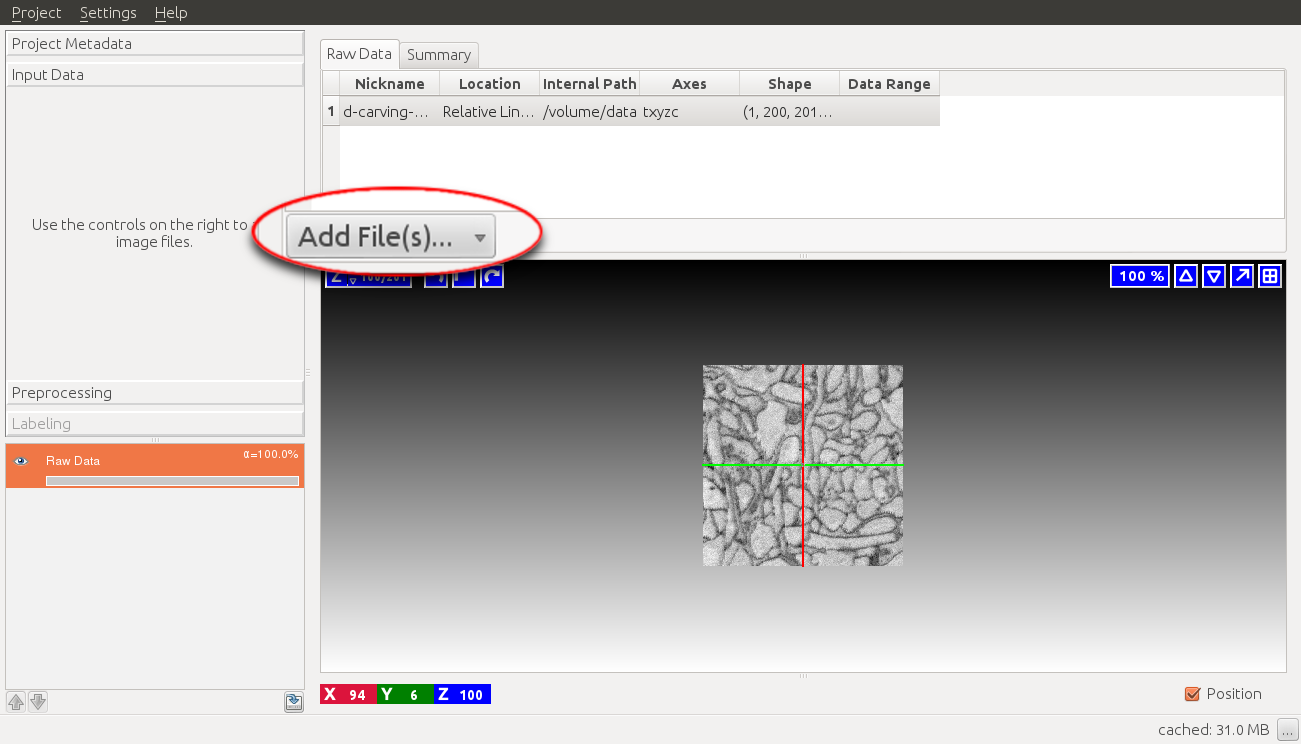 Project Settings Help
Project Metadata
Input Data
Use the controls on the right to
image files.
Preprocessing
Labeling
Raw Data α=100.0%
Raw Data Summary
Nickname Location Internal Path Axes Shape Data Range
1 d-carving-... Relative Lin... /volume/data txyzc (1, 200, 201...
Add File(s)...
Z 100/201
100 %
X 94 Y 6 Z 100
Position
cached: 31.0 MB ...